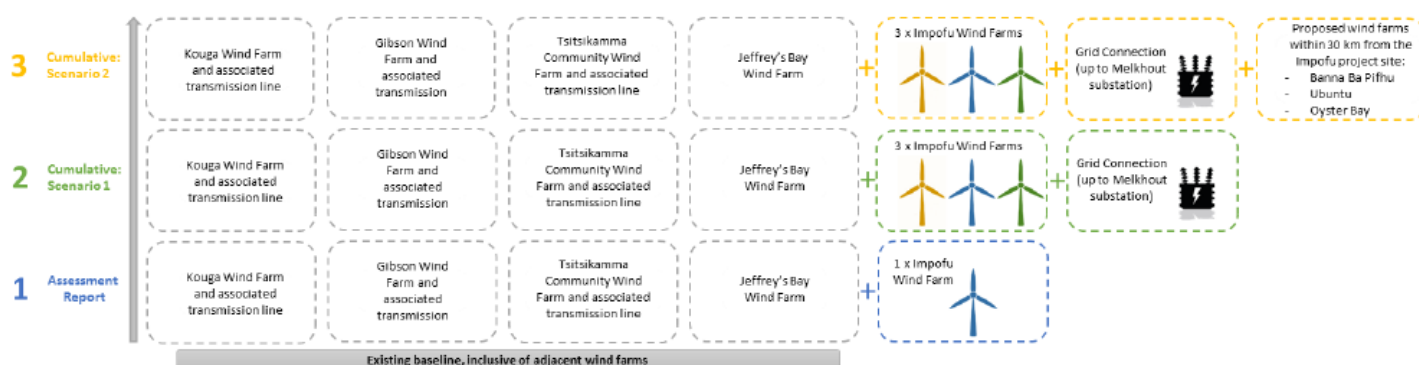 3
Cumulative:
Scenario 2
Kouga Wind Farm
and associated
transmission line
Gibson Wind
Farm and
associated
transmission
Tsitsikamma
Community Wind
Farm and associated
transmission line
Jeffrey's Bay
Wind Farm
+
3 x Impofu Wind Farms
+
Grid Connection
(up to Melkhout
substation)
+
Proposed wind farms
within 30 km from the
Impofu project site:
- Banna Ba Pifhu
- Ubuntu
- Oyster Bay
2
Cumulative:
Scenario 1
Kouga Wind Farm
and associated
transmission line
Gibson Wind
Farm and
associated
transmission
Tsitsikamma
Community Wind
Farm and associated
transmission line
Jeffrey's Bay
Wind Farm
+
3 x Impofu Wind Farms
+
Grid Connection
(up to Melkhout
substation)
1
Assessment
Report
Kouga Wind Farm
and associated
transmission line
Gibson Wind
Farm and
associated
transmission
Tsitsikamma
Community Wind
Farm and associated
transmission line
Jeffrey's Bay
Wind Farm
+
1 x Impofu
Wind Farm
Existing baseline, inclusive of adjacent wind farms